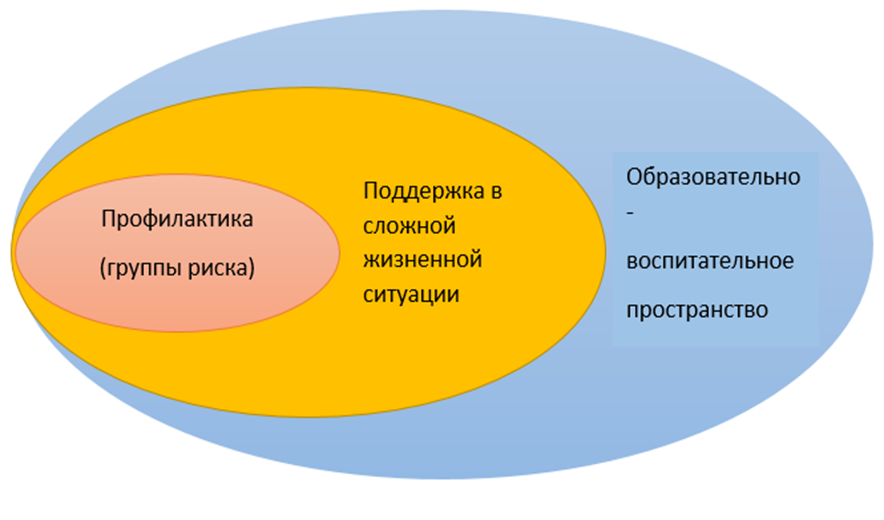 Профилактика
(группы риска)
Поддержка в
сложной
жизненной
ситуации
Образовательно
-
воспитательное
пространство